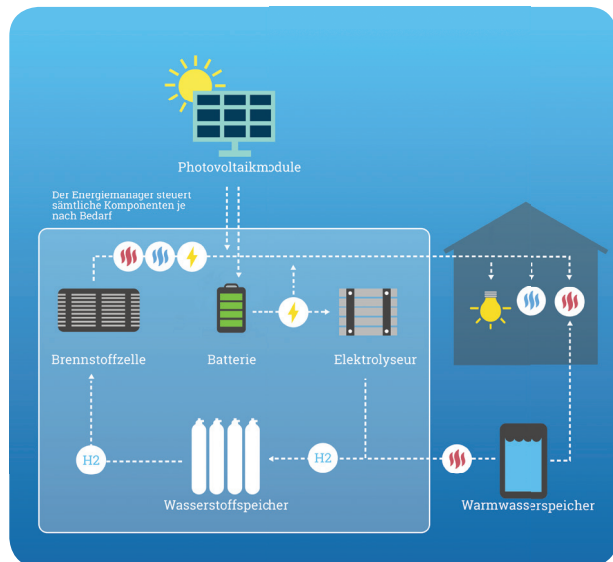 Photovoltaikmodule
Der Energiemanager steuert
sämtliche Komponenten je
nach Bedarf
Brennstoffzelle
Batterie
Elektrolyseur
H2
H2
Wasserstoffspeicher
Warmwasserspeicher